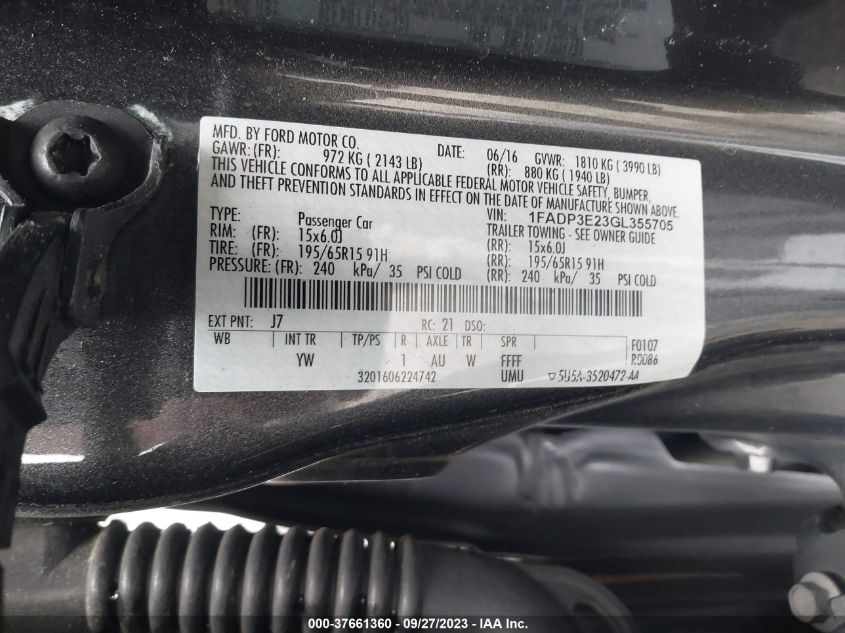 MFD. BY FORD MOTOR CO. DATE: 06/16 GVWR: 1810 KG ( 3990 LB)
GAWR: (FR): 972 KG ( 2143 LB) (RR): 880 KG ( 1940 LB)
THIS VEHICLE CONFORMS TO ALL APPLICABLE FEDERAL MOTOR VEHICLE SAFETY, BUMPER,
AND THEFT PREVENTION STANDARDS IN EFFECT ON THE DATE OF MANUFACTURE SHOWN ABOVE.
VIN: 1FADP3E23GL355705
TYPE: Passenger Car TRAILER TOWING - SEE OWNER GUIDE
RIM: (FR): 15x6.0J (RR): 15x6.0J
TIRE: (FR): 195/65R15 91H (RR): 195/65R15 91H
PRESSURE: (FR): 240 kPa/ 35 PSI COLD (RR): 240 kPa/ 35 PSI COLD
EXT PNT: J7 RC: 21 DSO:
WB INT TR TP/PS R AXLE TR SPR F0107
YW 1 AU W FFFF R0086
3201606224742 UMU ▽5U5A-3520472-AA
000-37661360 - 09/27/2023 - IAA Inc.